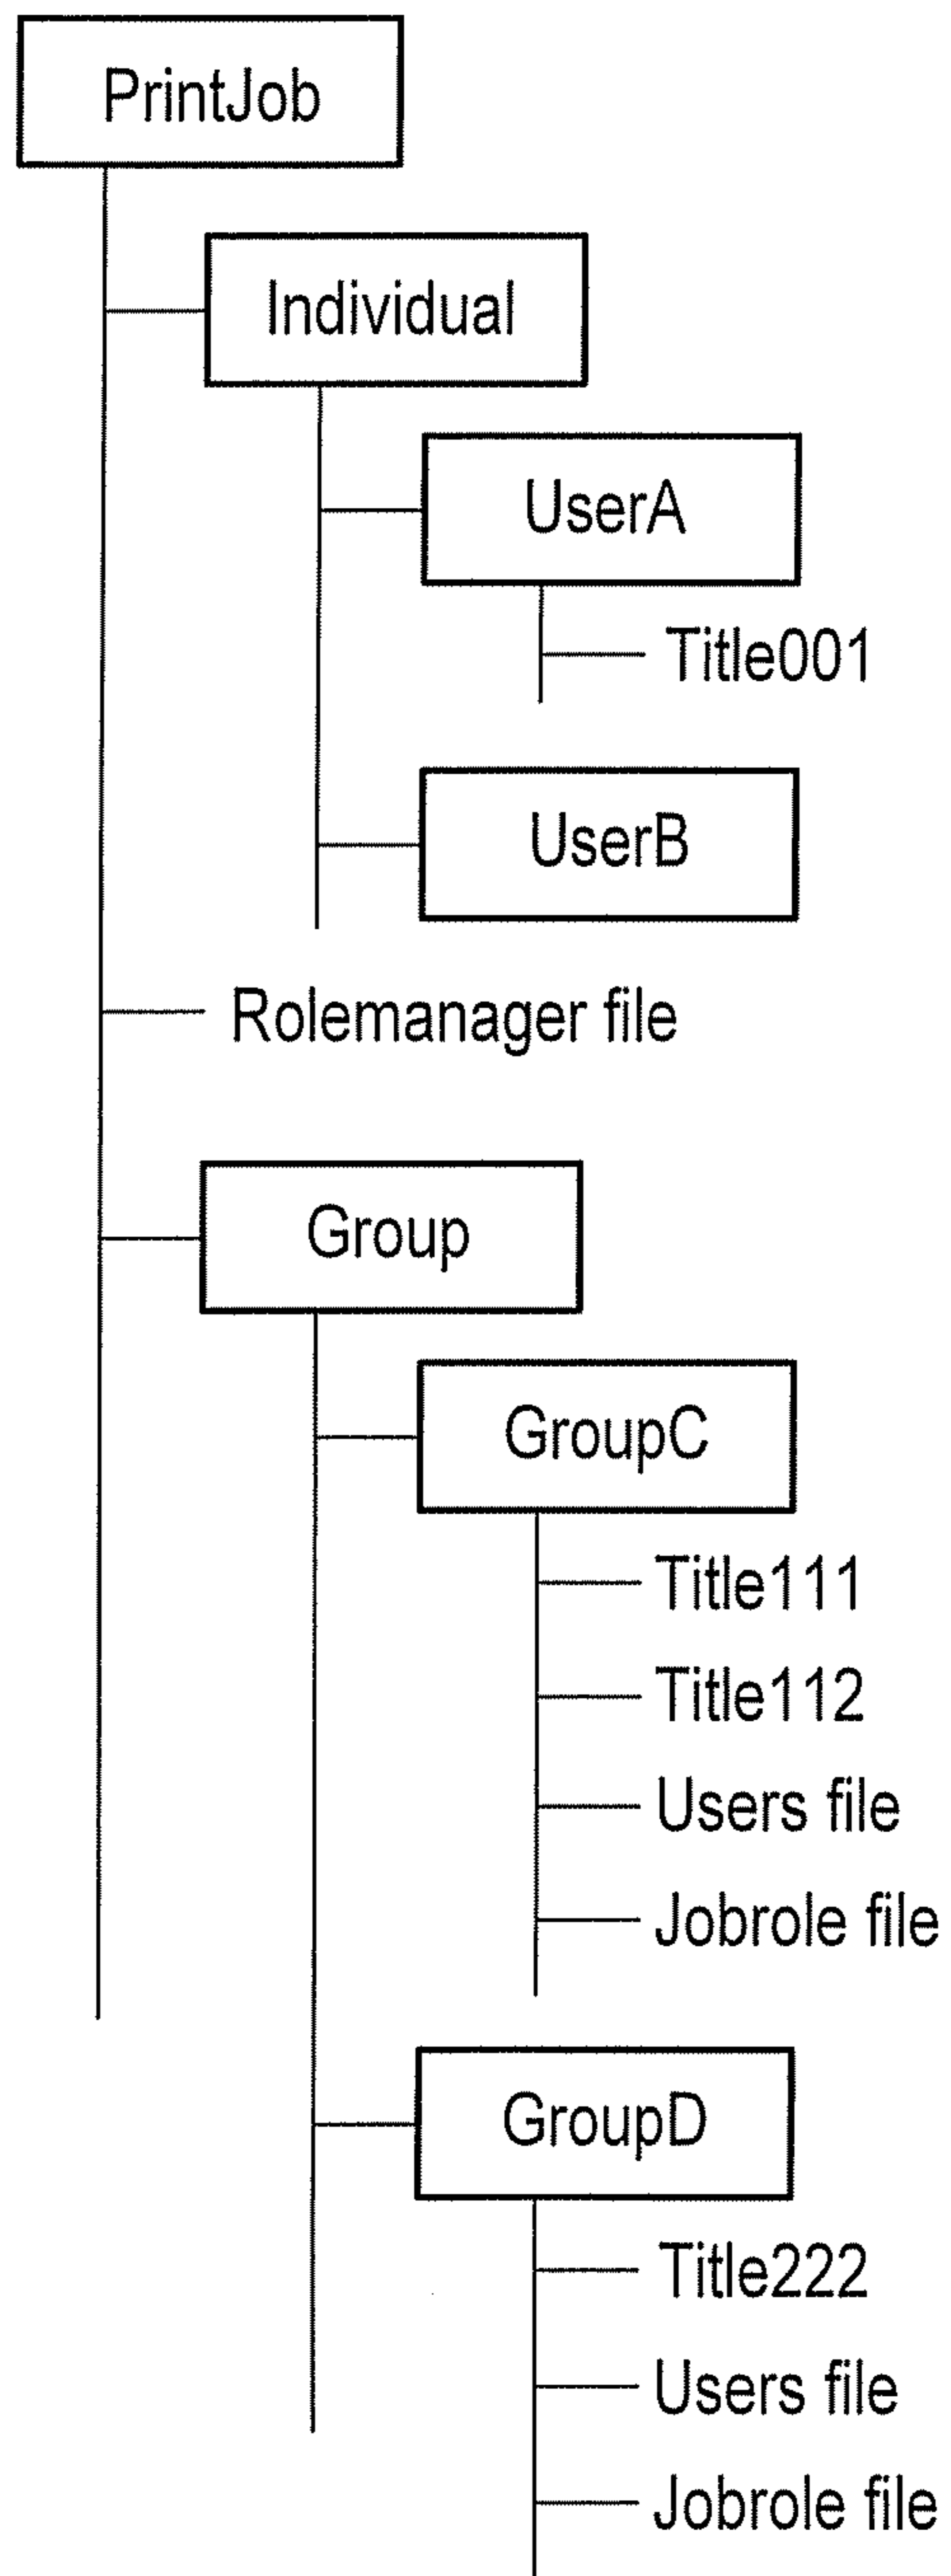 PrintJob
Individual
UserA
Title001
UserB
Rolemanager file
Group
GroupC
Title111
Title112
Users file
Jobrole file
GroupD
Title222
Users file
Jobrole file